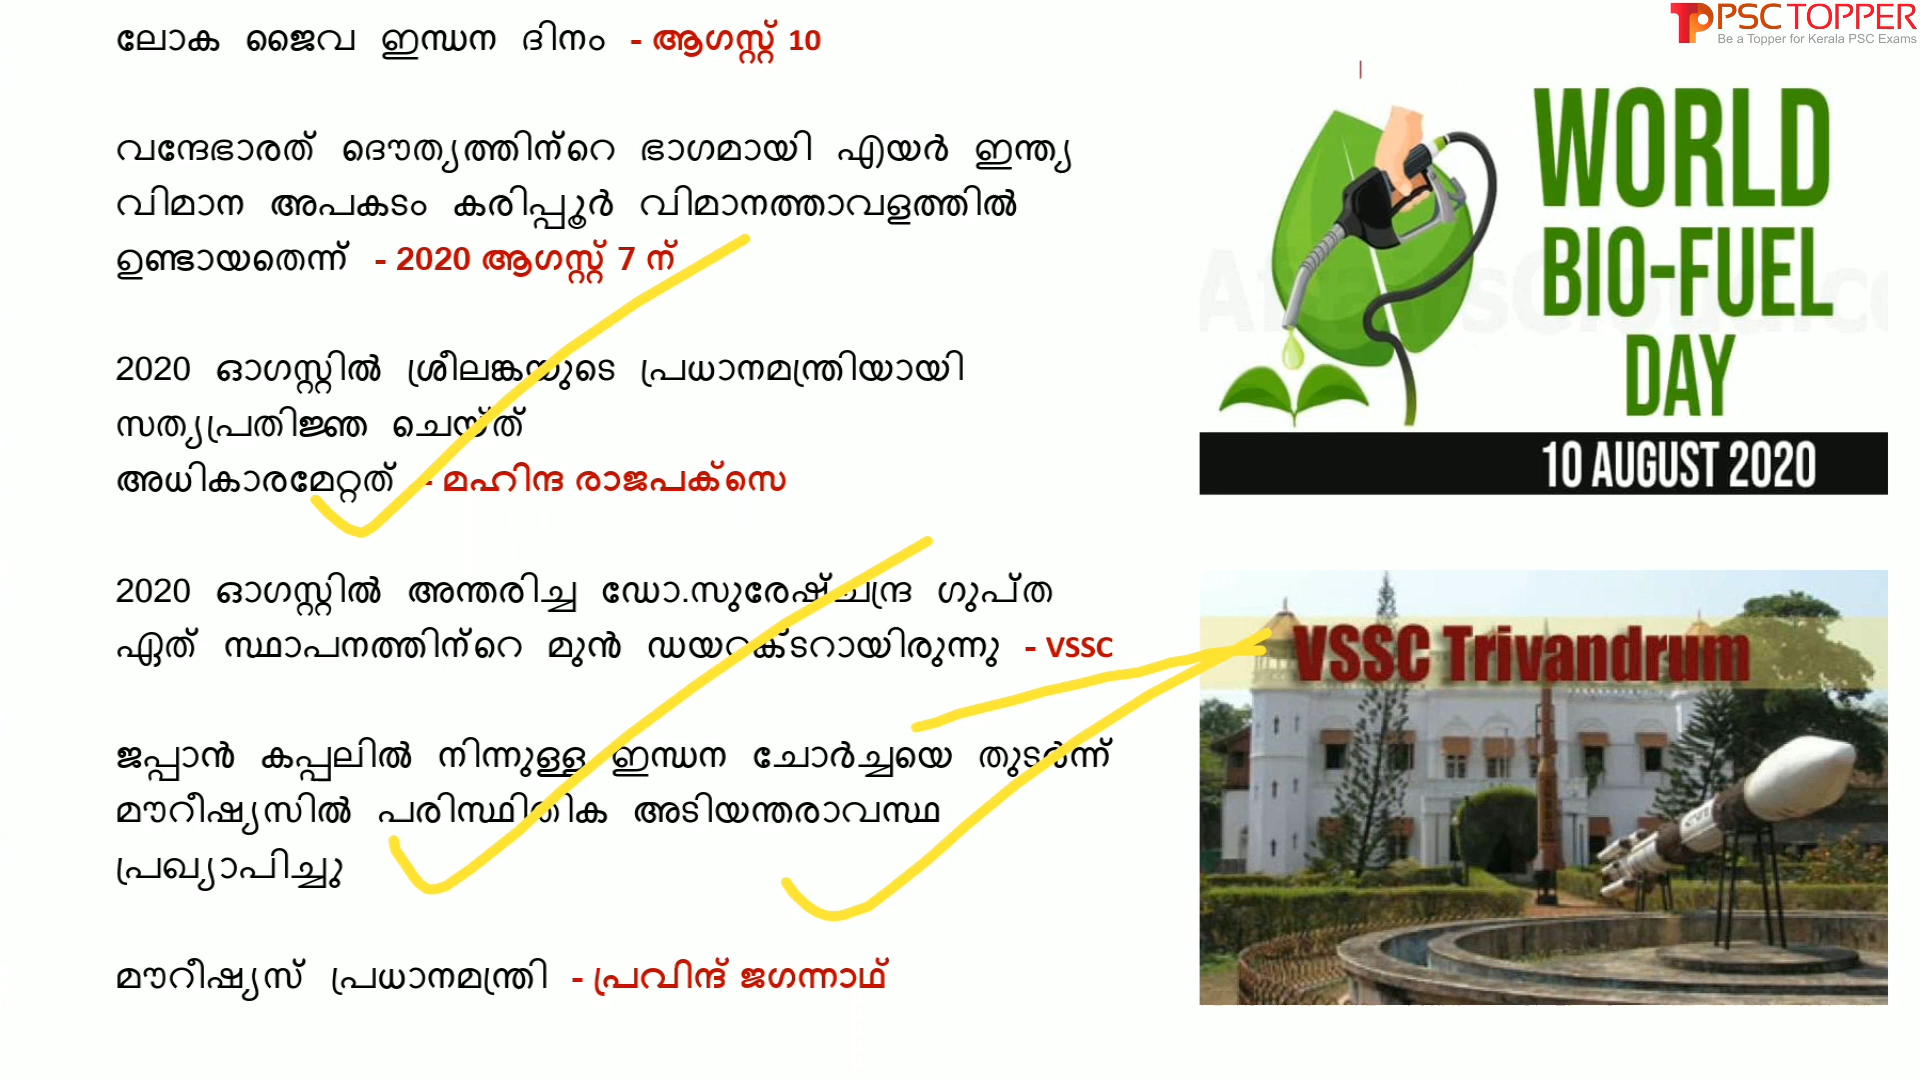 ലോക ജൈവ ഇന്ധന ദിനം - ആഗസ്റ്റ് 10
വന്ദേഭാരത് ദൌത്യത്തിന്റെ ഭാഗമായി എയർ ഇന്ത്യ
വിമാന അപകടം കരിപ്പൂർ വിമാനത്താവളത്തിൽ
ഉണ്ടായതെന്ന് - 2020 ആഗസ്റ്റ് 7 ന്
2020 ഓഗസ്റ്റിൽ ശ്രീലങ്കയുടെ പ്രധാനമന്ത്രിയായി
സത്യപ്രതിജ്ഞ ചെയ്ത്
അധികാരമേറ്റത് - മഹിന്ദ രാജപക്സെ
2020 ഓഗസ്റ്റിൽ അന്തരിച്ച ഡോ.സുരേഷ്ചന്ദ്ര ഗുപ്ത
ഏത് സ്ഥാപനത്തിന്റെ മുൻ ഡയറക്ടറായിരുന്നു - VSSC
ജപ്പാൻ കപ്പലിൽ നിന്നുള്ള ഇന്ധന ചോർച്ചയെ തുടർന്ന്
മൗറീഷ്യസിൽ പരിസ്ഥിതിക അടിയന്തരാവസ്ഥ
പ്രഖ്യാപിച്ചു
മൗറീഷ്യസ് പ്രധാനമന്ത്രി - പ്രവിന്ദ് ജഗന്നാഥ്
PSC TOPPER
Be a Topper for Kerala PSC Exams
WORLD
BIO-FUEL
DAY
10 AUGUST 2020
VSSC Trivandrum